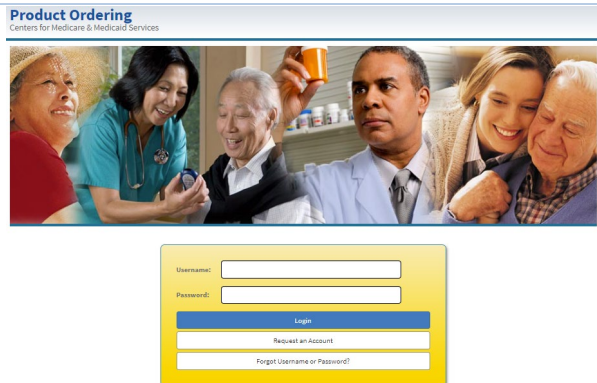 Product Ordering
Centers for Medicare & Medicaid Services
Username:
Password:
Login
Request an Account
Forgot Username or Password?